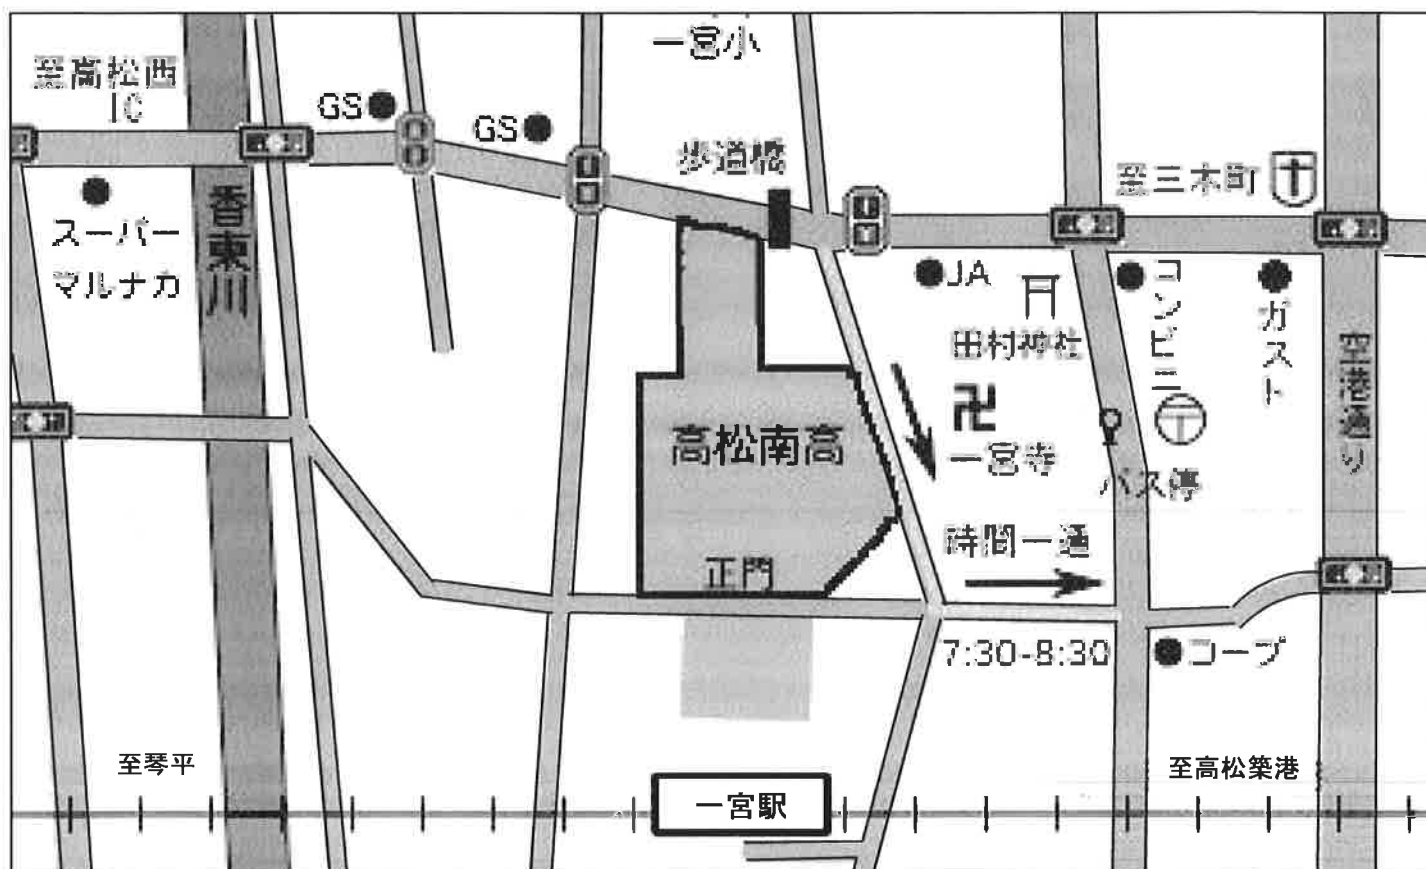 一宮小
至高松西
IC
GS
GS
歩道橋
至三木町
スーパー
マルナカ
香東川
JA
田村神社
コンビニ
ガスト
空港通り
高松南高
一宮寺
バス停
時間一通
正門
7:30-8:30
コープ
至琴平
至高松築港
一宮駅